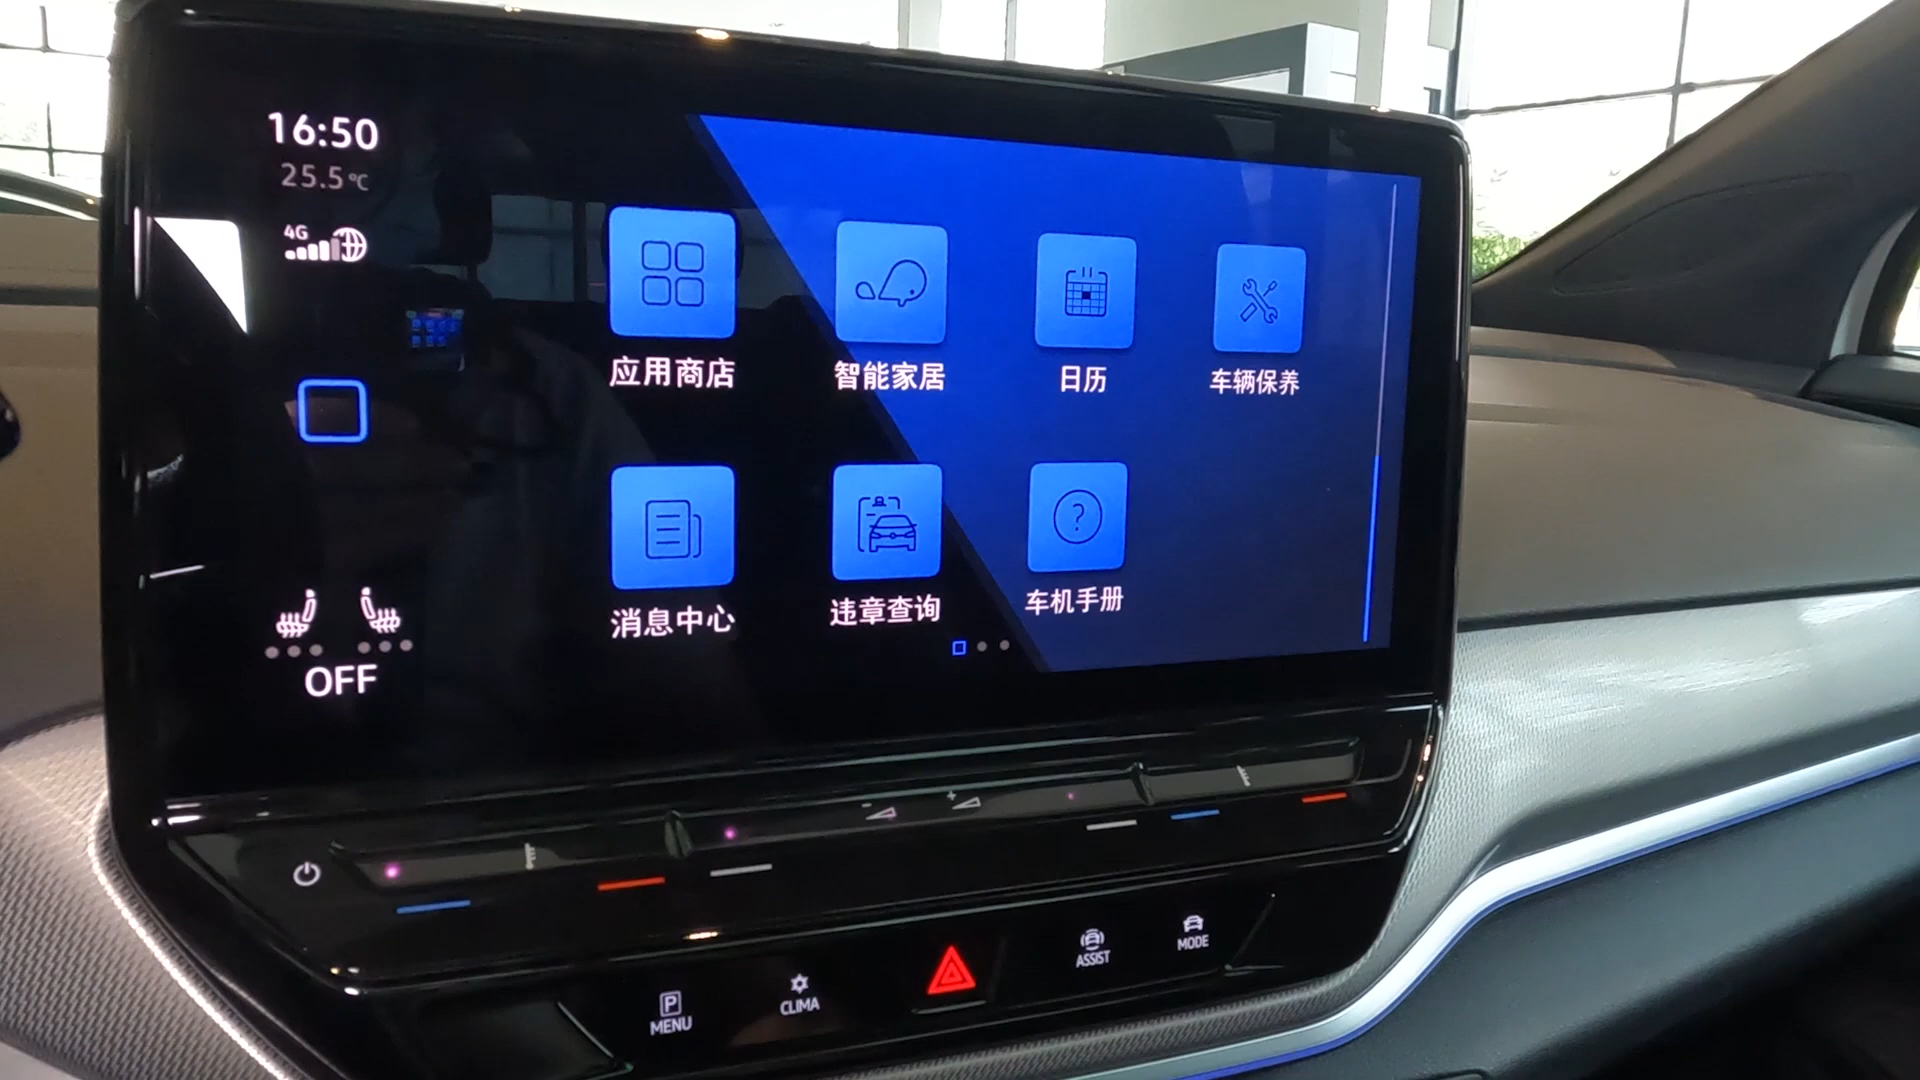 16:50
25.5℃
4G
应用商店
智能家居
日历
车辆保养
消息中心
违章查询
车机手册
OFF
P
MENU
CLIMA
ASSIST
MODE